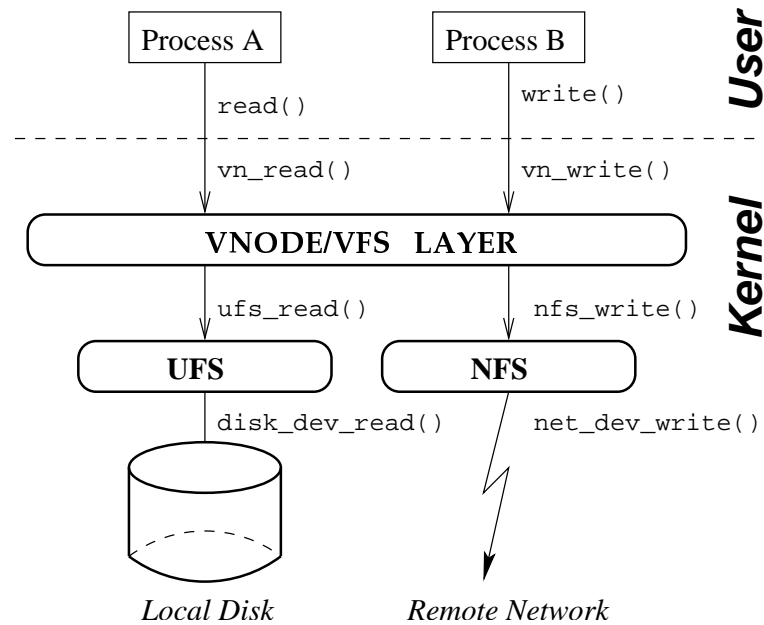 Process A
Process B
User
read()
write()
vn_read()
vn_write()
VNODE/VFS LAYER
Kernel
ufs_read()
nfs_write()
UFS
NFS
disk_dev_read()
net_dev_write()
Local Disk
Remote Network